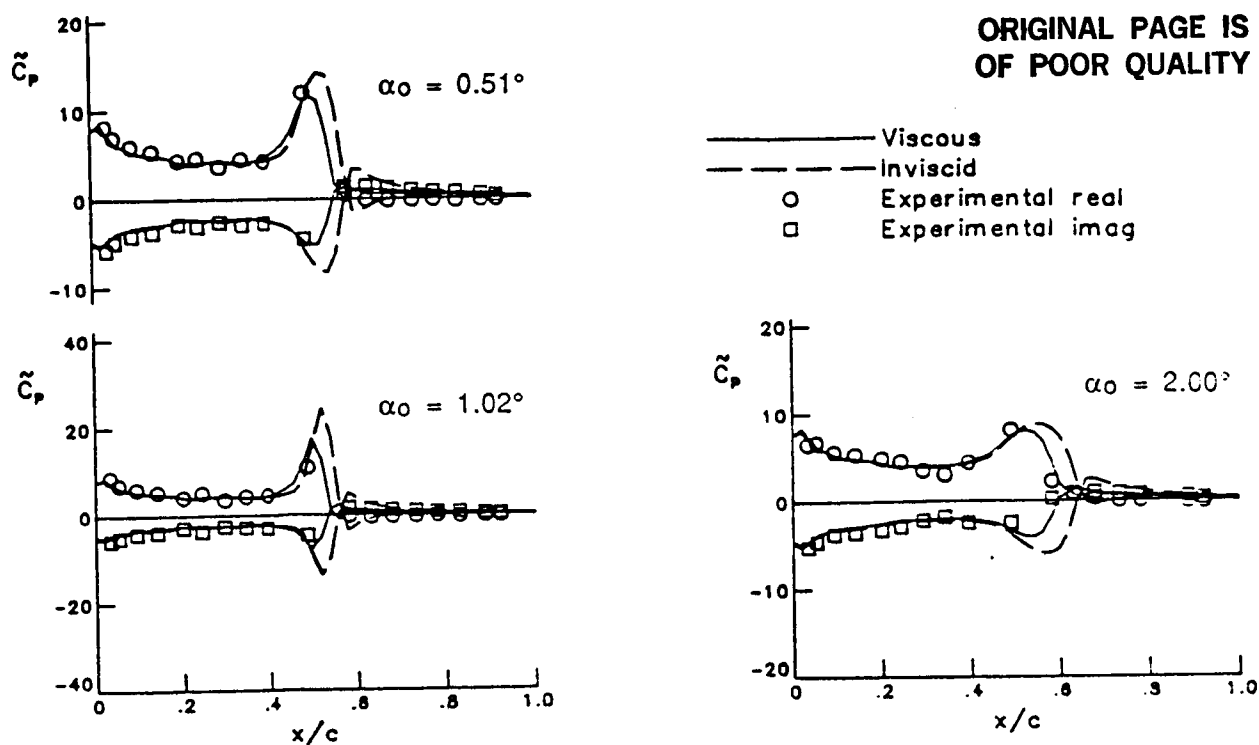 ORIGINAL PAGE IS
OF POOR QUALITY
Viscous
Inviscid
Experimental real
Experimental imag
20
C̃p
αo = 0.51°
10
0
-10
40
C̃p
αo = 1.02°
20
0
-20
-40
0 .2 .4 .6 .8 1.0
x/c
20
C̃p
αo = 2.00°
10
0
-10
-20
0 .2 .4 .6 .8 1.0
x/c